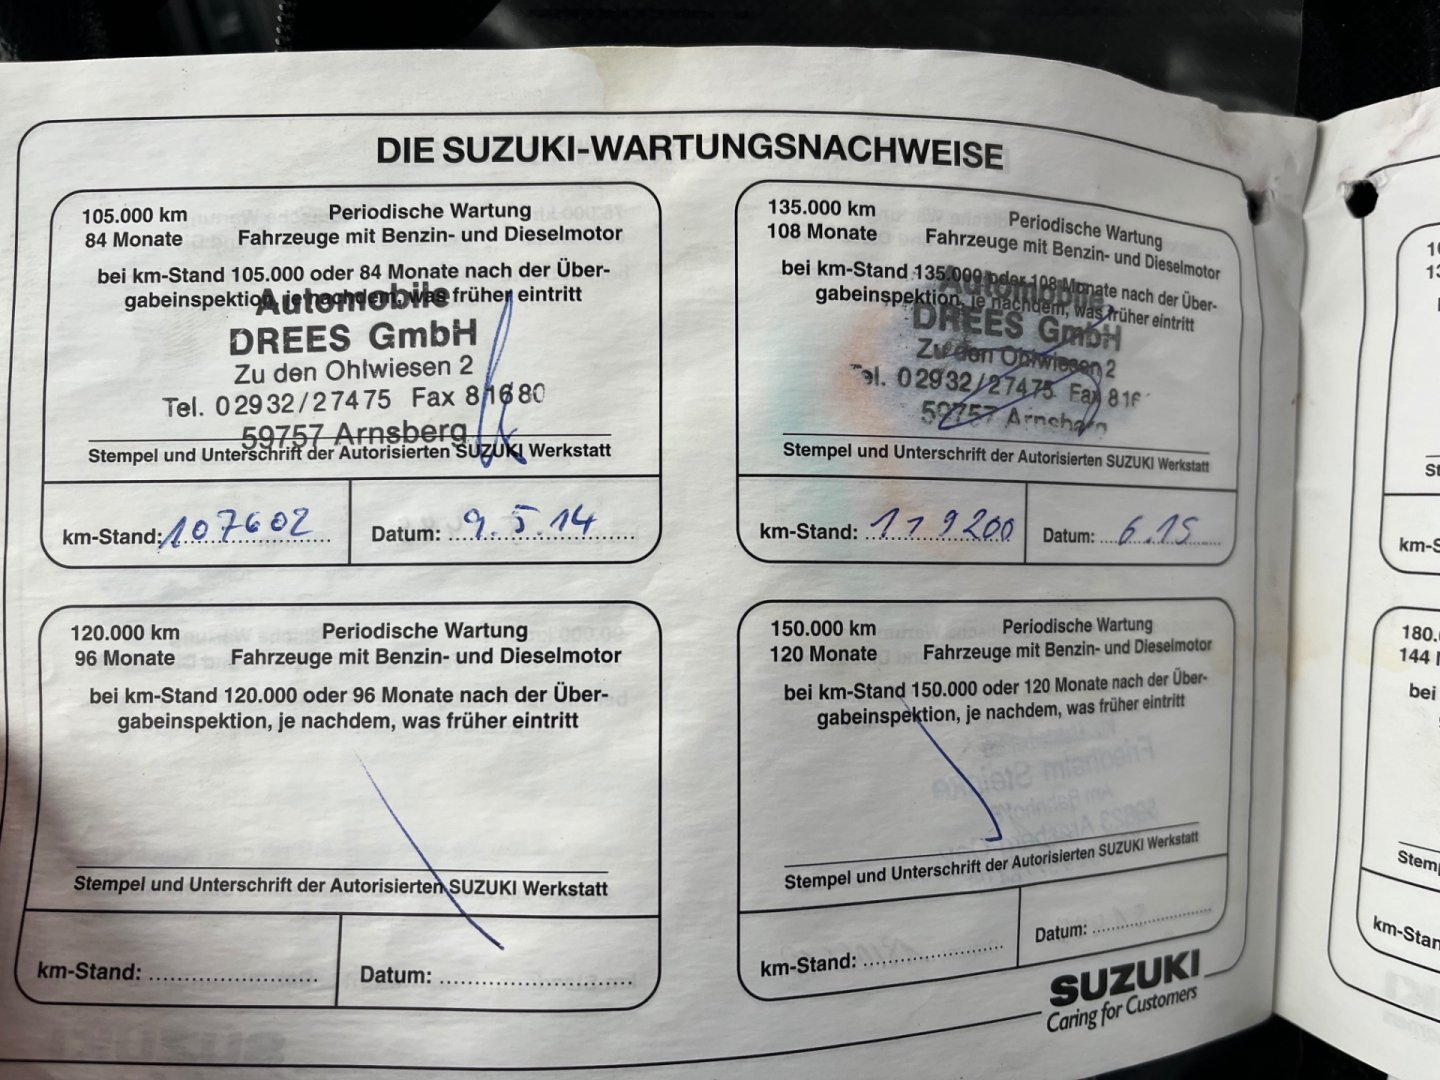 DIE SUZUKI-WARTUNGSNACHWEISE
105.000 km Periodische Wartung
84 Monate Fahrzeuge mit Benzin- und Dieselmotor
bei km-Stand 105.000 oder 84 Monate nach der Über-
gabeinspektion, je nachdem, was früher eintritt
Automobile
DREES GmbH
Zu den Ohlwiesen 2
Tel. 02932/27475 Fax 81680
59757 Arnsberg
Stempel und Unterschrift der Autorisierten SUZUKI Werkstatt
km-Stand: 107602 Datum: 9.5.14
135.000 km Periodische Wartung
108 Monate Fahrzeuge mit Benzin- und Dieselmotor
bei km-Stand 135.000 oder 108 Monate nach der Über-
gabeinspektion, je nachdem, was früher eintritt
Automobile
DREES GmbH
Zu den Ohlwiesen 2
Tel. 02932/27475 Fax 816
59757 Arnsberg
Stempel und Unterschrift der Autorisierten SUZUKI Werkstatt
km-Stand: 119200 Datum: 6.15
120.000 km Periodische Wartung
96 Monate Fahrzeuge mit Benzin- und Dieselmotor
bei km-Stand 120.000 oder 96 Monate nach der Über-
gabeinspektion, je nachdem, was früher eintritt
Stempel und Unterschrift der Autorisierten SUZUKI Werkstatt
km-Stand: Datum:
150.000 km Periodische Wartung
120 Monate Fahrzeuge mit Benzin- und Dieselmotor
bei km-Stand 150.000 oder 120 Monate nach der Über-
gabeinspektion, je nachdem, was früher eintritt
Stempel und Unterschrift der Autorisierten SUZUKI Werkstatt
km-Stand: Datum:
SUZUKI
Caring for Customers
180.
144
bei
Stemp
km-Stan